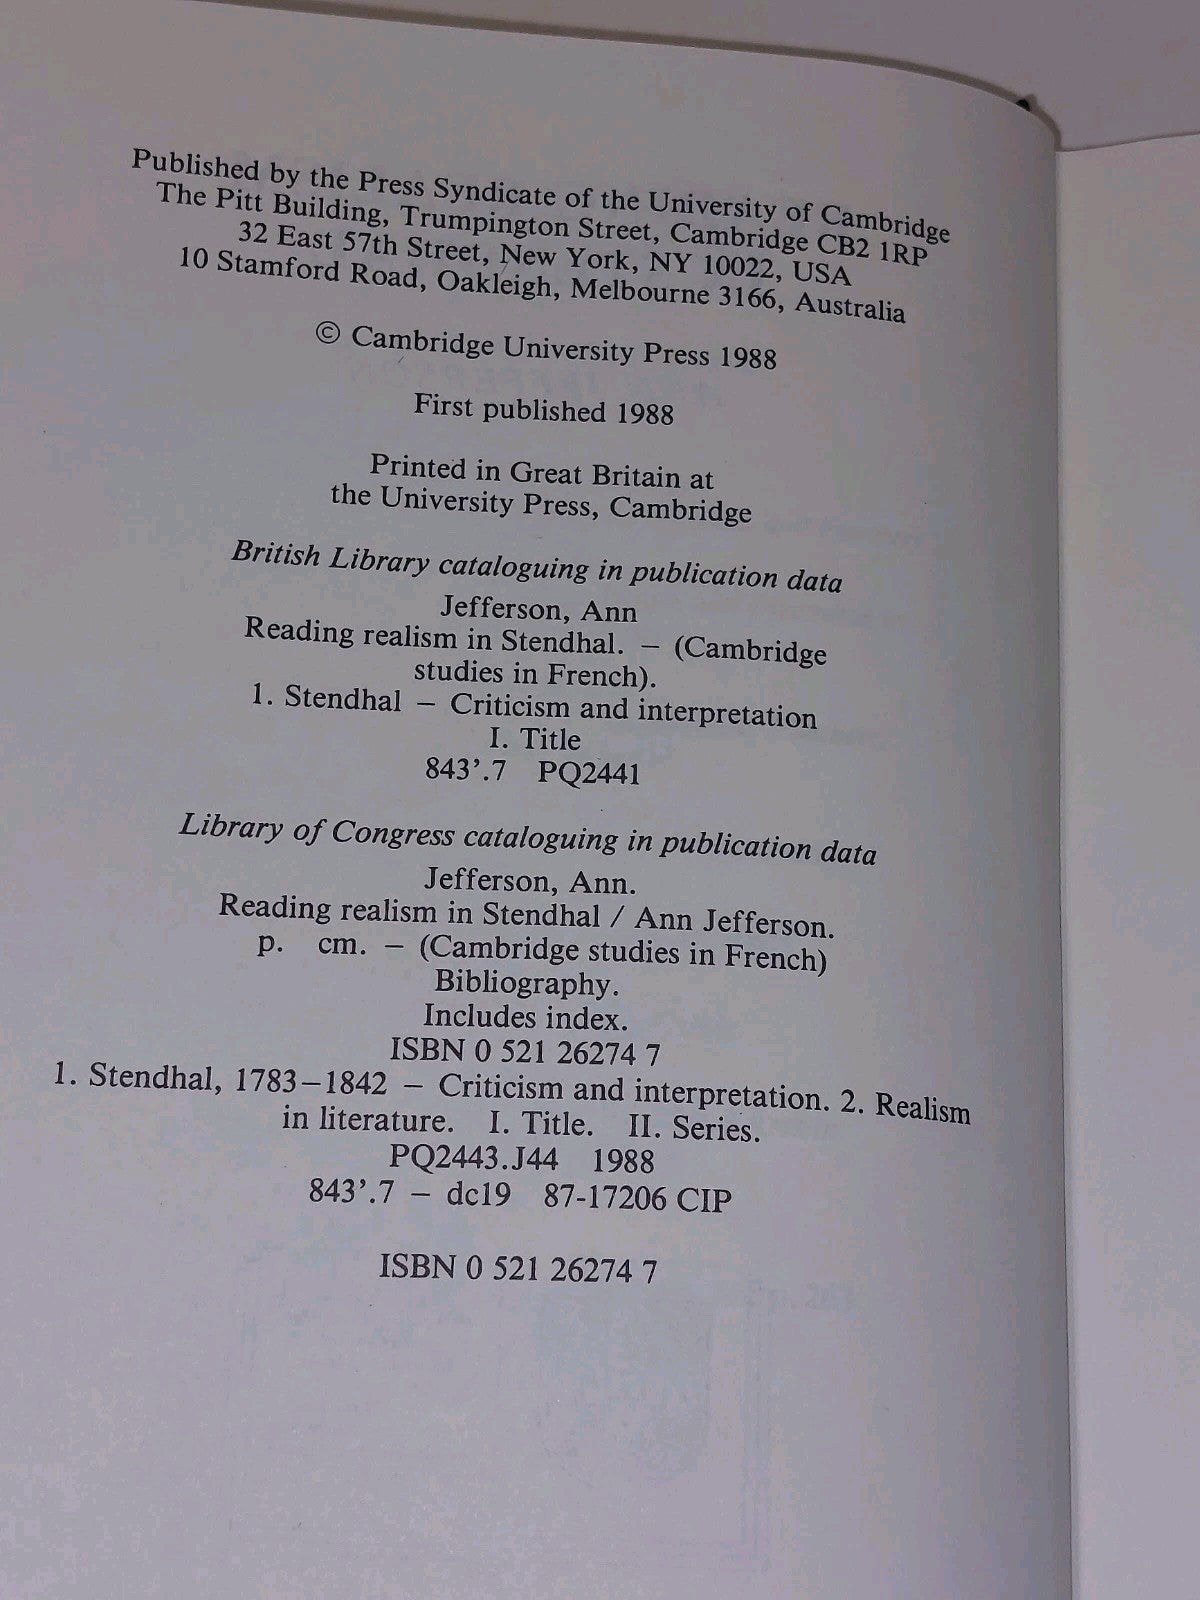 Published by the Press Syndicate of the University of Cambridge
The Pitt Building, Trumpington Street, Cambridge CB2 1RP
32 East 57th Street, New York, NY 10022, USA
10 Stamford Road, Oakleigh, Melbourne 3166, Australia
© Cambridge University Press 1988
First published 1988
Printed in Great Britain at
the University Press, Cambridge
British Library cataloguing in publication data
Jefferson, Ann
Reading realism in Stendhal. – (Cambridge
studies in French).
1. Stendhal – Criticism and interpretation
I. Title
843’.7 PQ2441
Library of Congress cataloguing in publication data
Jefferson, Ann.
Reading realism in Stendhal / Ann Jefferson.
p. cm. – (Cambridge studies in French)
Bibliography.
Includes index.
ISBN 0 521 26274 7
1. Stendhal, 1783–1842 – Criticism and interpretation. 2. Realism
in literature. I. Title. II. Series.
PQ2443.J44 1988
843’.7 – dc19 87-17206 CIP
ISBN 0 521 26274 7